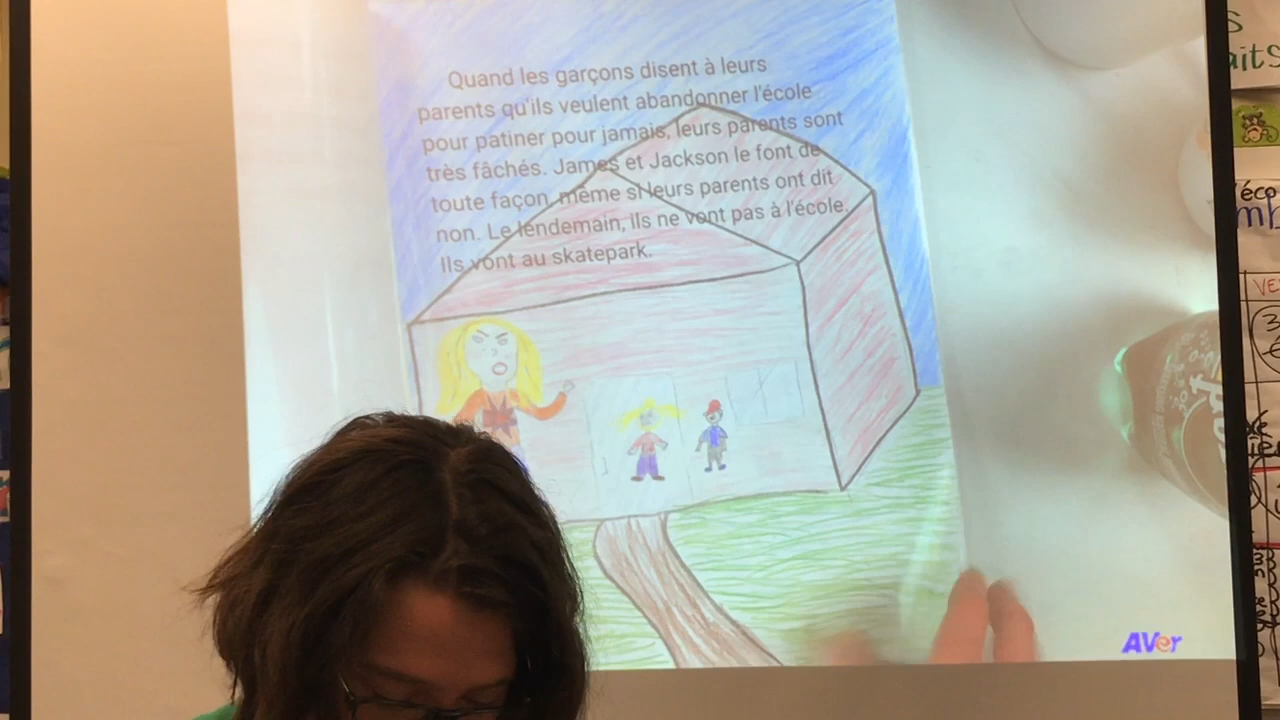 Quand les garçons disent à leurs
parents qu'ils veulent abandonner l'école
pour patiner pour jamais, leurs parents sont
très fâchés. James et Jackson le font de
toute façon, même si leurs parents ont dit
non. Le lendemain, ils ne vont pas à l'école.
Ils vont au skatepark.
AVer